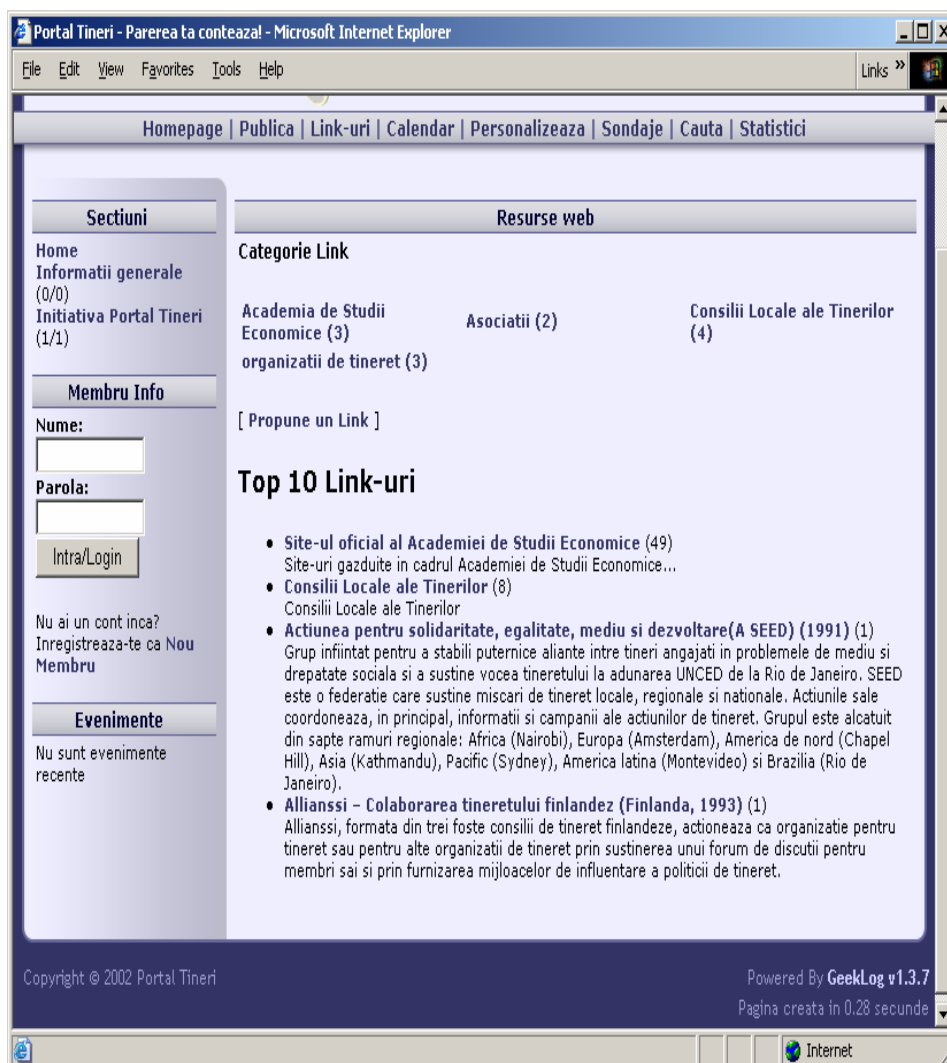 Portal Tineri - Parerea ta conteaza! - Microsoft Internet Explorer
File Edit View Favorites Tools Help
Links »
Homepage | Publica | Link-uri | Calendar | Personalizeaza | Sondaje | Cauta | Statistici
Sectiuni
Home
Informatii generale
(0/0)
Initiativa Portal Tineri
(1/1)
Membru Info
Nume:
Parola:
Intra/Login
Nu ai un cont inca?
Inregistreaza-te ca Nou
Membru
Evenimente
Nu sunt evenimente
recente
Resurse web
Categorie Link
Academia de Studii
Economice (3)
Asociatii (2)
Consilii Locale ale Tinerilor
(4)
organizatii de tineret (3)
[ Propune un Link ]
Top 10 Link-uri
• Site-ul oficial al Academiei de Studii Economice (49)
Site-uri gazduite in cadrul Academiei de Studii Economice...
• Consilii Locale ale Tinerilor (8)
Consilii Locale ale Tinerilor
• Actiunea pentru solidaritate, egalitate, mediu si dezvoltare(A SEED) (1991) (1)
Grup infiintat pentru a stabili puternice aliante intre tineri angajati in problemele de mediu si
drepatate sociala si a sustine vocea tineretului la adunarea UNCED de la Rio de Janeiro. SEED
este o federatie care sustine miscari de tineret locale, regionale si nationale. Actiunile sale
coordoneaza, in principal, informatii si campanii ale actiunilor de tineret. Grupul este alcatuit
din sapte ramuri regionale: Africa (Nairobi), Europa (Amsterdam), America de nord (Chapel
Hill), Asia (Kathmandu), Pacific (Sydney), America latina (Montevideo) si Brazilia (Rio de
Janeiro).
• Allianssi – Colaborarea tineretului finlandez (Finlanda, 1993) (1)
Allianssi, formata din trei foste consilii de tineret finlandeze, actioneaza ca organizatie pentru
tineret sau pentru alte organizatii de tineret prin sustinerea unui forum de discutii pentru
membri sai si prin furnizarea mijloacelor de influentare a politicii de tineret.
Copyright © 2002 Portal Tineri
Powered By GeekLog v1.3.7
Pagina creata in 0.28 secunde
Internet